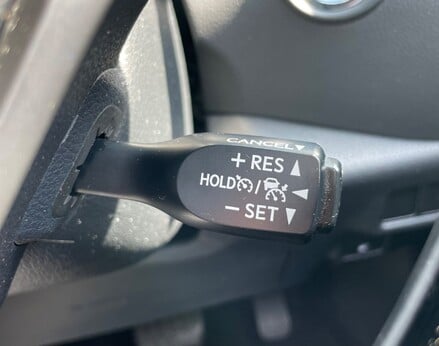 CANCEL▼
+ RES ▲
HOLD / ◀
− SET ▼